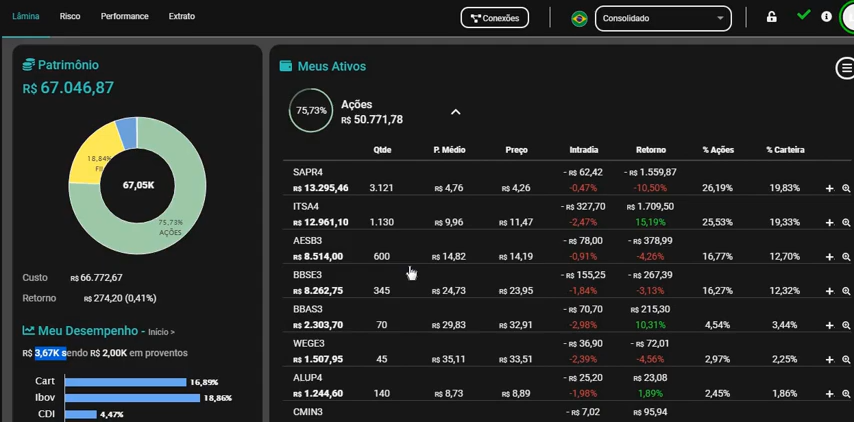 Lâmina Risco Performance Extrato Conexões Consolidado
Patrimônio
R$ 67.046,87
18,84%
FII
67,05K
75,73%
AÇÕES
Custo R$ 66.772,67
Retorno R$ 274,20 (0,41%)
Meu Desempenho - Início >
R$ 3,67K sendo R$ 2,00K em proventos
Cart 16,89%
Ibov 18,86%
CDI 4,47%
Meus Ativos
75,73%
Ações
R$ 50.771,78
Qtde P. Médio Preço Intradia Retorno % Ações % Carteira
SAPR4 - R$ 62,42 - R$ 1.559,87
R$ 13.295,46 3.121 R$ 4,76 R$ 4,26 -0,47% -10,50% 26,19% 19,83%
ITSA4 - R$ 327,70 R$ 1.709,50
R$ 12.961,10 1.130 R$ 9,96 R$ 11,47 -2,47% 15,19% 25,53% 19,33%
AESB3 - R$ 78,00 - R$ 378,99
R$ 8.514,00 600 R$ 14,82 R$ 14,19 -0,91% -4,26% 16,77% 12,70%
BBSE3 - R$ 155,25 - R$ 267,39
R$ 8.262,75 345 R$ 24,73 R$ 23,95 -1,84% -3,13% 16,27% 12,32%
BBAS3 - R$ 70,70 R$ 215,30
R$ 2.303,70 70 R$ 29,83 R$ 32,91 -2,98% 10,31% 4,54% 3,44%
WEGE3 - R$ 36,90 - R$ 72,01
R$ 1.507,95 45 R$ 35,11 R$ 33,51 -2,39% -4,56% 2,97% 2,25%
ALUP4 - R$ 25,20 R$ 23,08
R$ 1.244,60 140 R$ 8,73 R$ 8,89 -1,98% 1,89% 2,45% 1,86%
CMIN3 - R$ 7,02 R$ 95,94